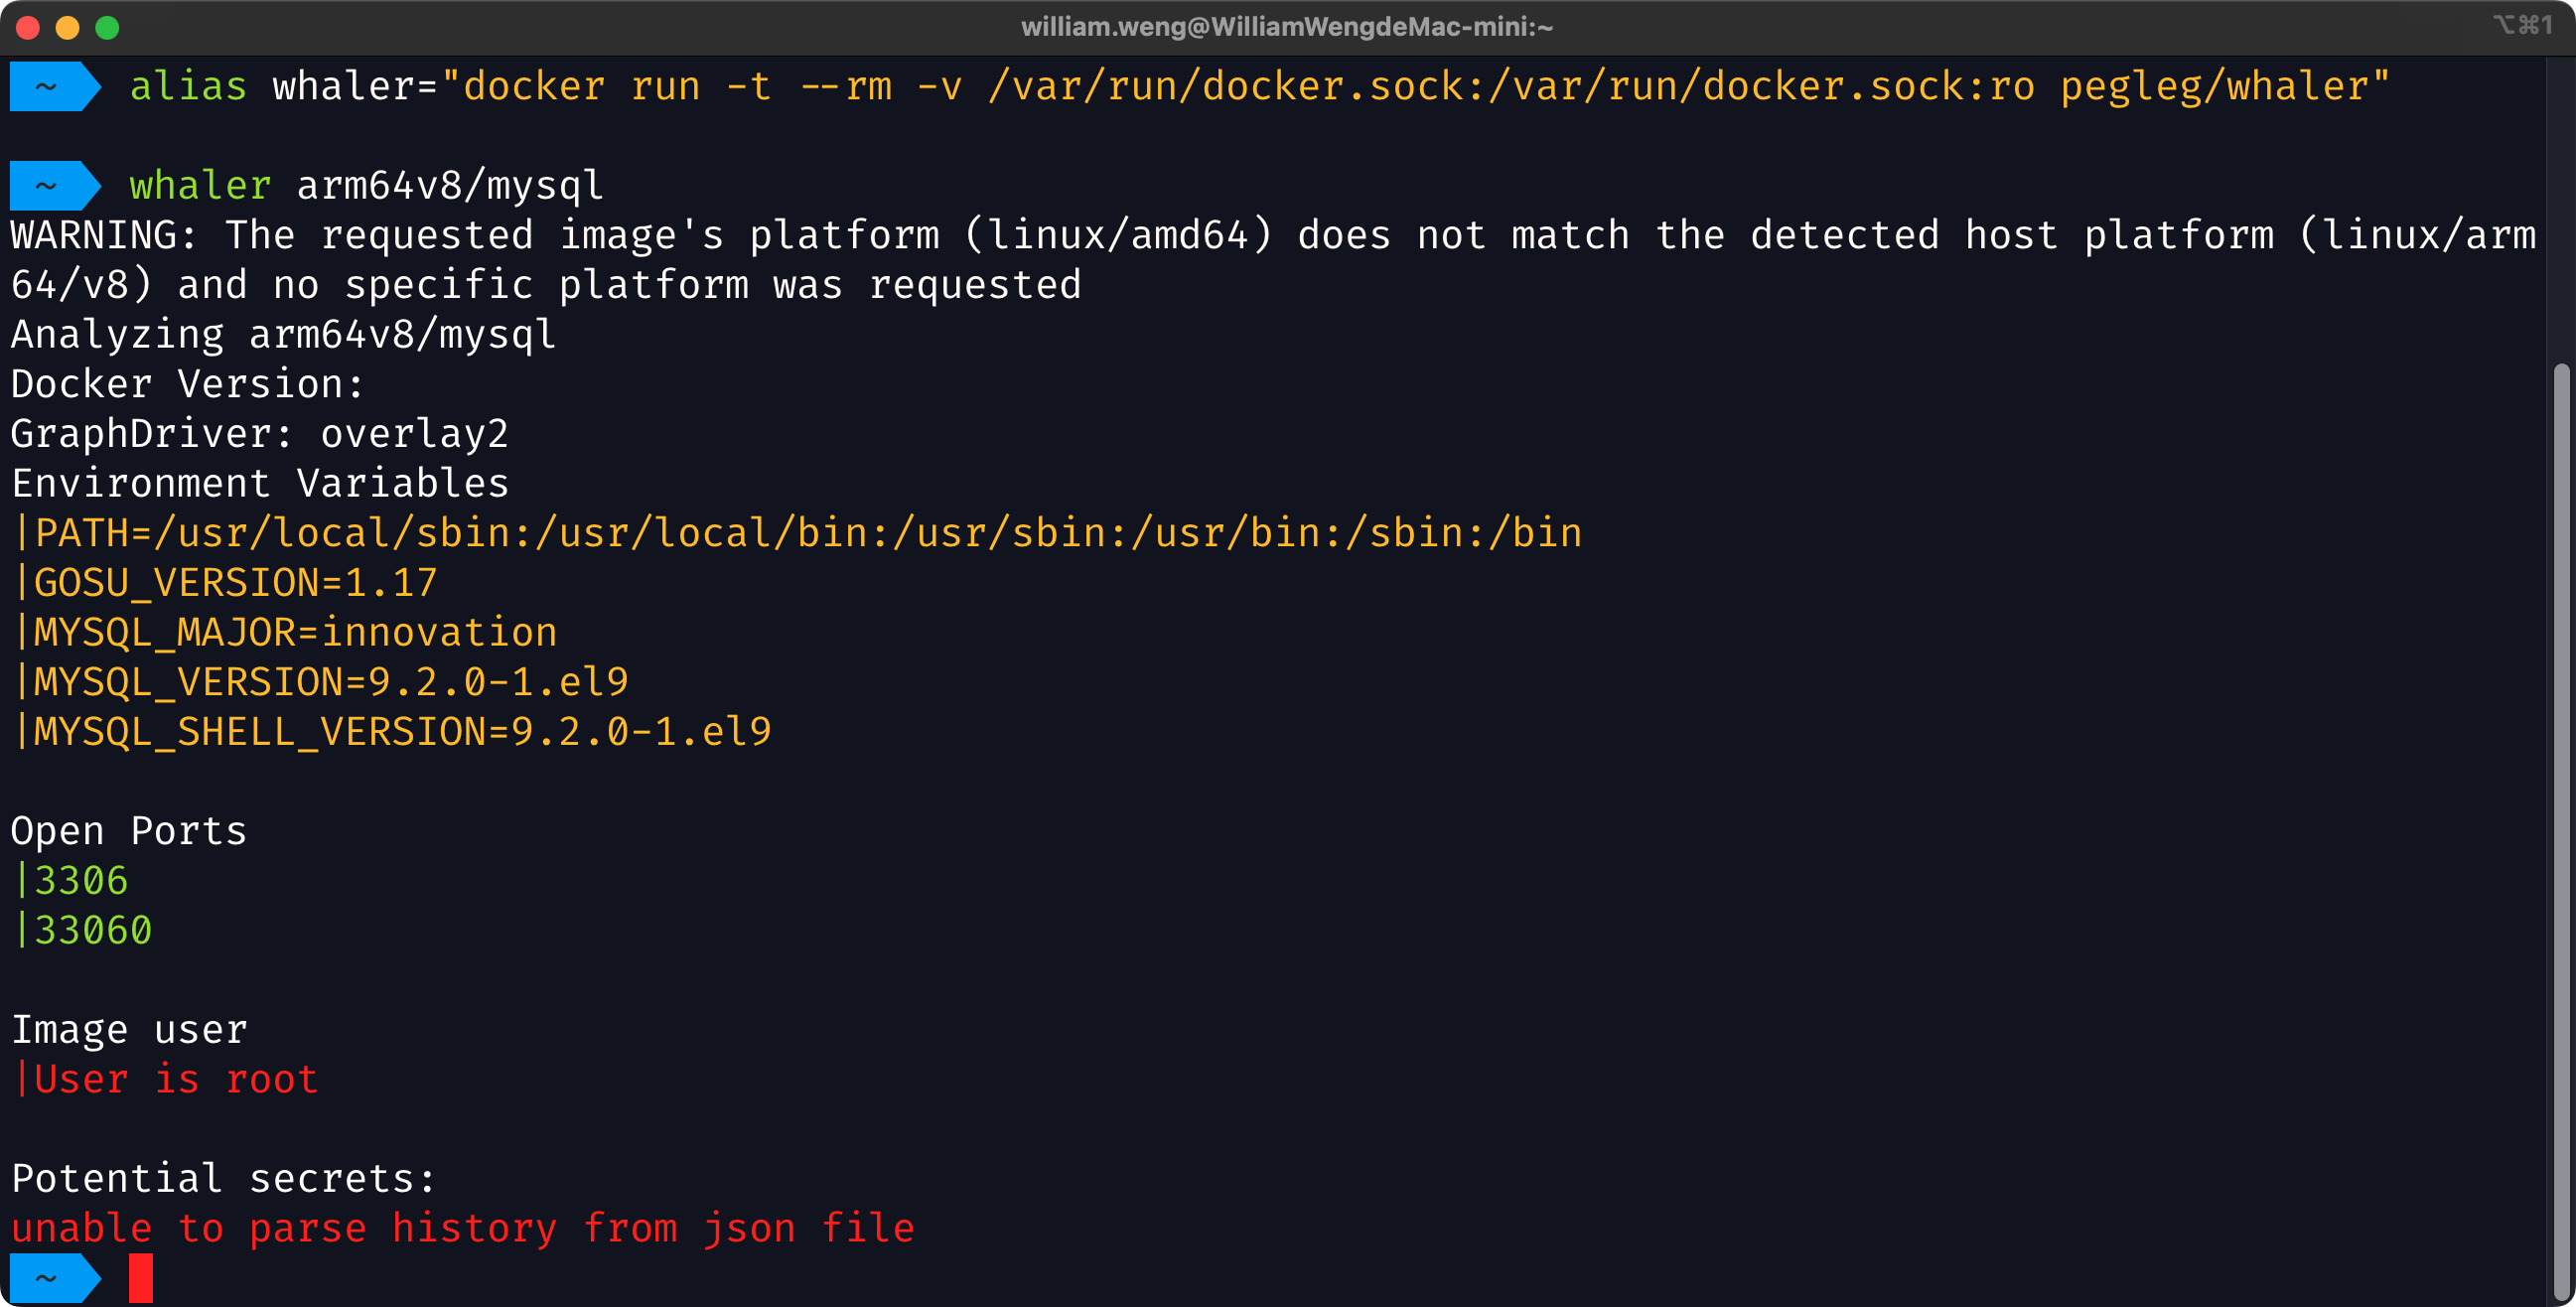 william.weng@WilliamWengdeMac-mini:~
⌥⌘1
~ alias whaler="docker run -t --rm -v /var/run/docker.sock:/var/run/docker.sock:ro pegleg/whaler"
~ whaler arm64v8/mysql
WARNING: The requested image's platform (linux/amd64) does not match the detected host platform (linux/arm
64/v8) and no specific platform was requested
Analyzing arm64v8/mysql
Docker Version:
GraphDriver: overlay2
Environment Variables
|PATH=/usr/local/sbin:/usr/local/bin:/usr/sbin:/usr/bin:/sbin:/bin
|GOSU_VERSION=1.17
|MYSQL_MAJOR=innovation
|MYSQL_VERSION=9.2.0-1.el9
|MYSQL_SHELL_VERSION=9.2.0-1.el9
Open Ports
|3306
|33060
Image user
|User is root
Potential secrets:
unable to parse history from json file
~